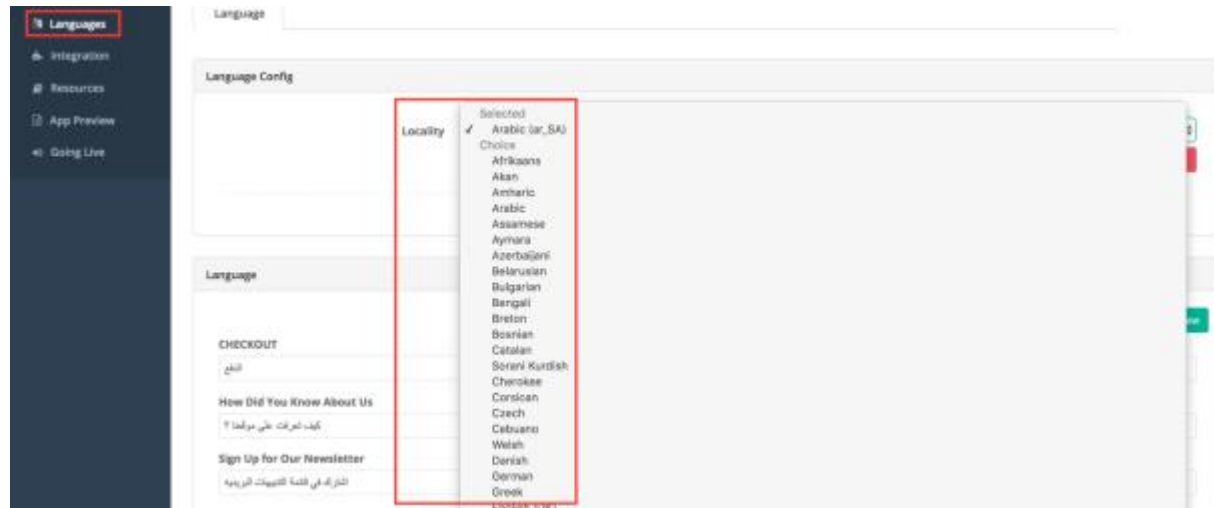 Languages
Integration
Resources
App Preview
Going Live
Language
Language Config
Locality
Selected
✓ Arabic (ar_SA)
Choice
Afrikaans
Akan
Amharic
Arabic
Assamese
Aymara
Azerbaijani
Belarusian
Bulgarian
Bengali
Breton
Bosnian
Catalan
Sorani Kurdish
Cherokee
Corsican
Czech
Cebuano
Welsh
Danish
German
Greek
Language
CHECKOUT
الدفع
How Did You Know About Us
كيف تعرفت على موقعنا ؟
Sign Up for Our Newsletter
اشترك في قائمة التنبيهات البريديه